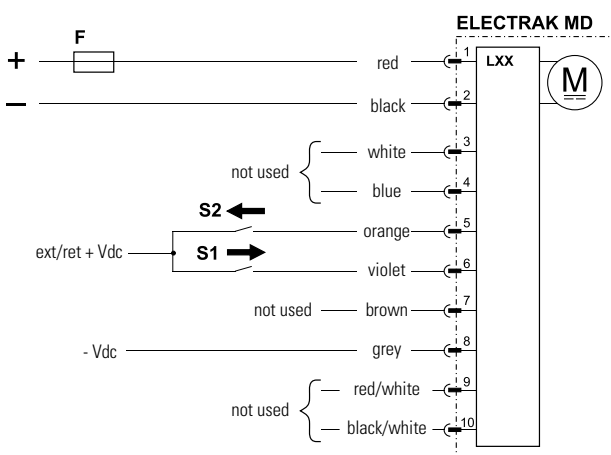 ELECTRAK MD
F
+ red 1 LXX
M
− black 2
white 3
not used
blue 4
S2
orange 5
ext/ret + Vdc
S1
violet 6
not used brown 7
- Vdc grey 8
red/white 9
not used
black/white 10